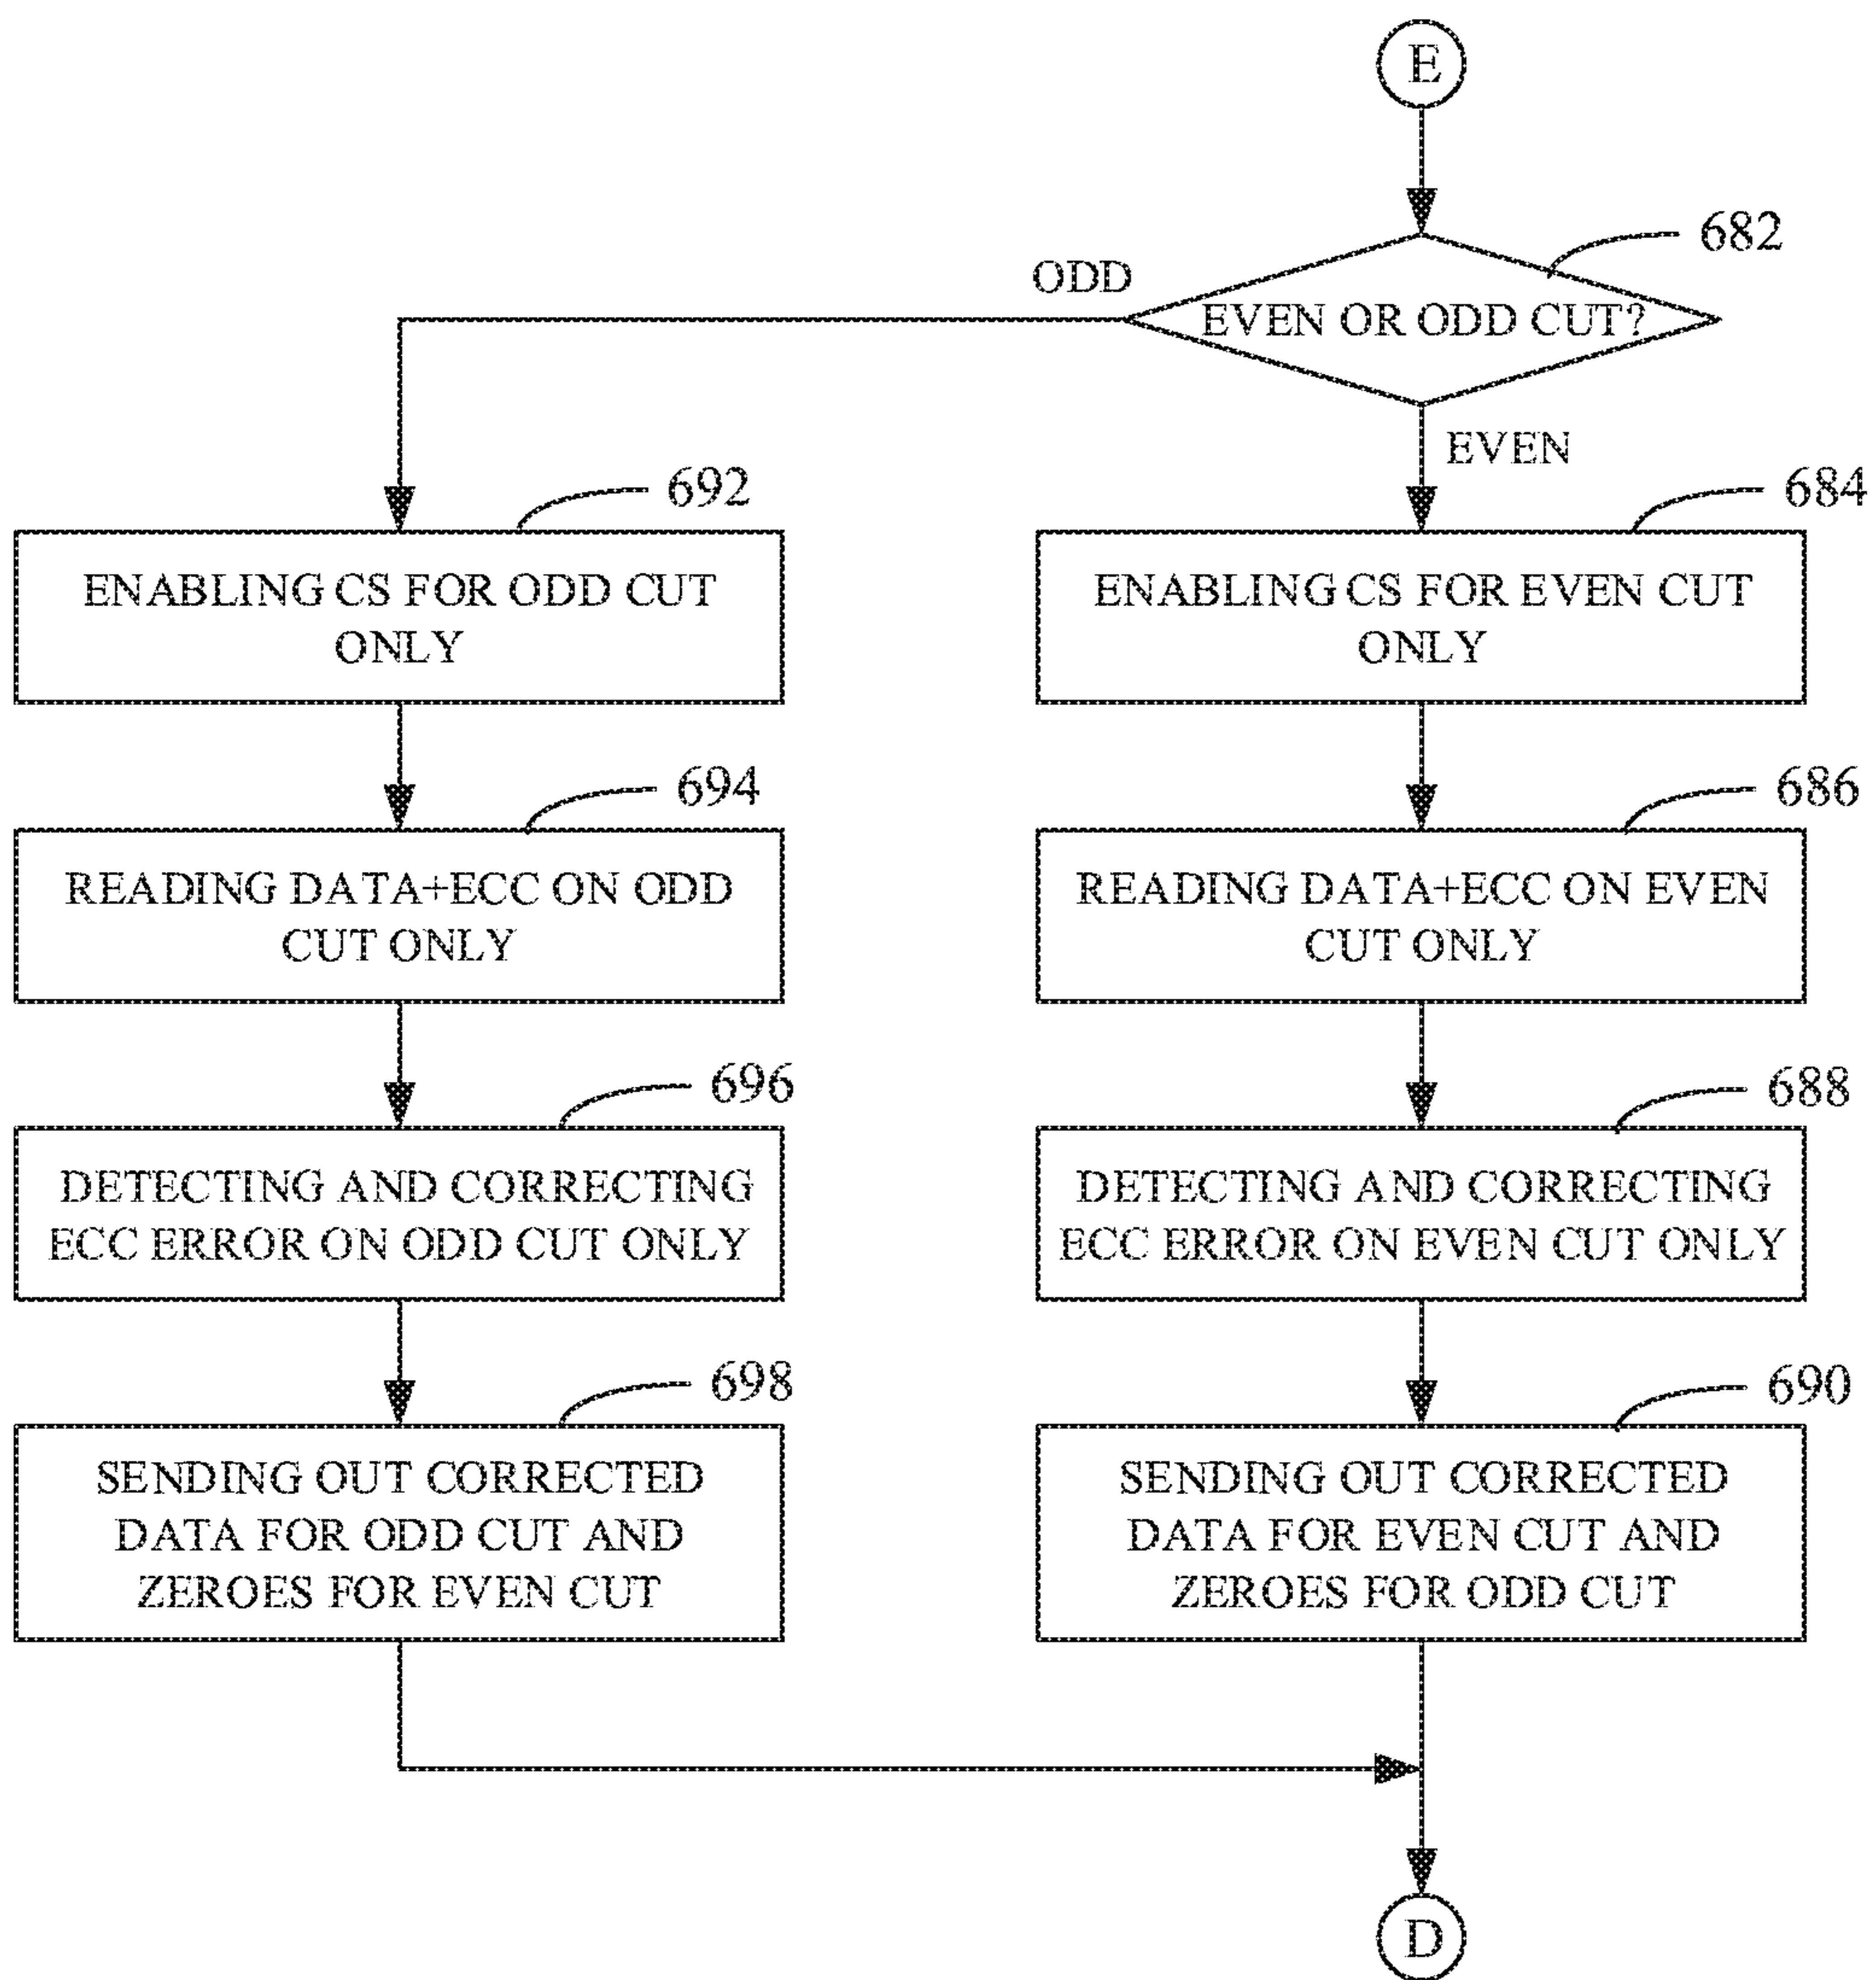 E
682
ODD
EVEN OR ODD CUT?
EVEN
692
684
ENABLING CS FOR ODD CUT
ONLY
ENABLING CS FOR EVEN CUT
ONLY
694
686
READING DATA+ECC ON ODD
CUT ONLY
READING DATA+ECC ON EVEN
CUT ONLY
696
688
DETECTING AND CORRECTING
ECC ERROR ON ODD CUT ONLY
DETECTING AND CORRECTING
ECC ERROR ON EVEN CUT ONLY
698
690
SENDING OUT CORRECTED
DATA FOR ODD CUT AND
ZEROES FOR EVEN CUT
SENDING OUT CORRECTED
DATA FOR EVEN CUT AND
ZEROES FOR ODD CUT
D